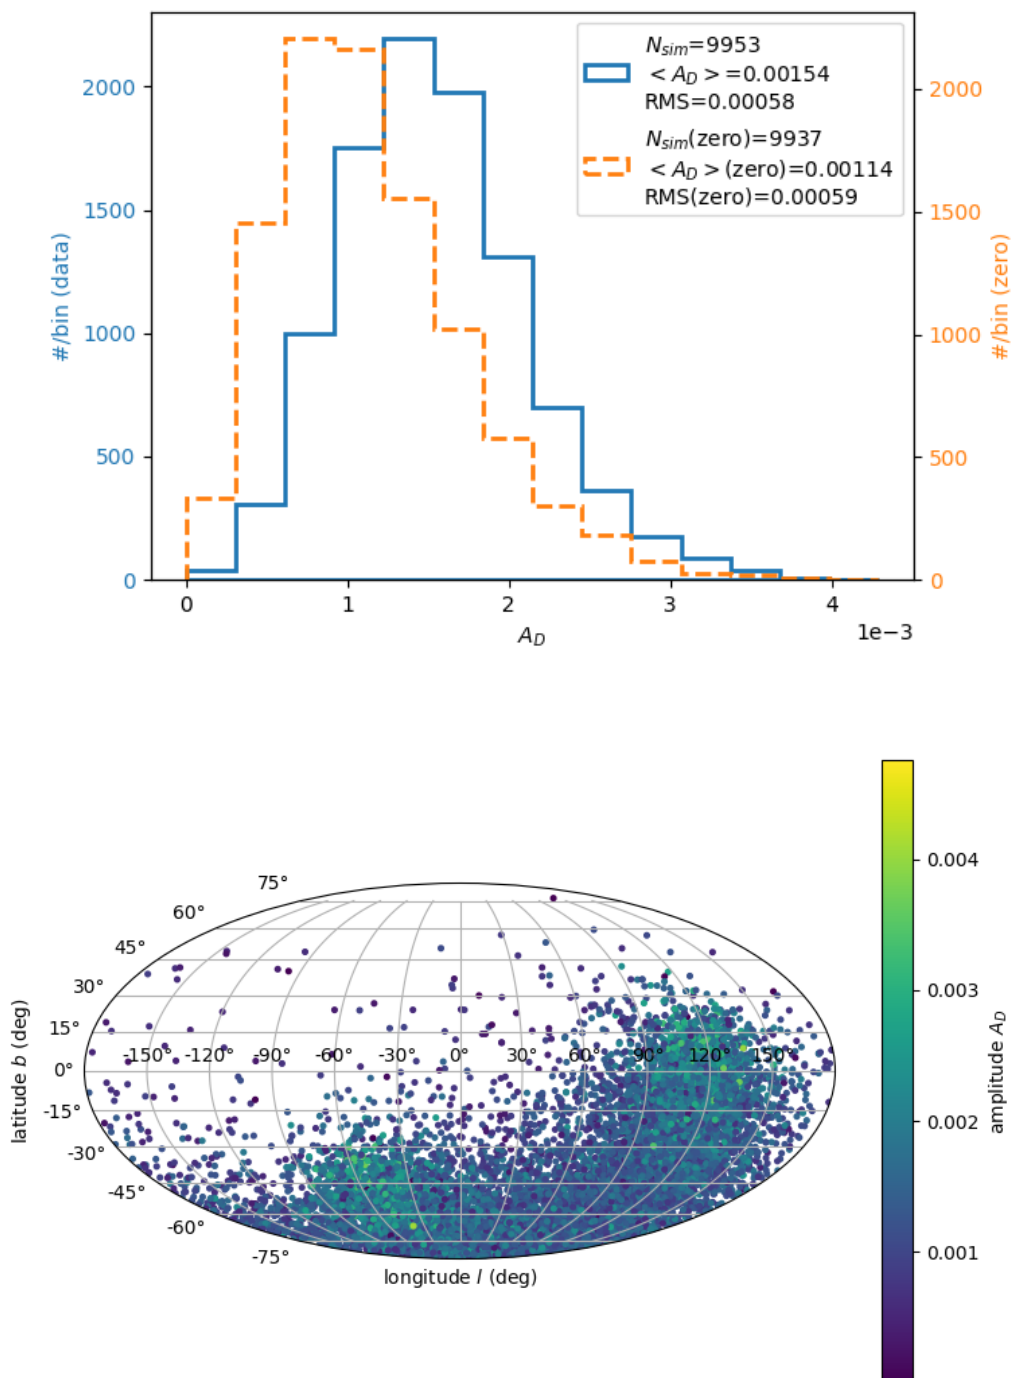 N_sim=9953
<A_D>=0.00154
RMS=0.00058
N_sim(zero)=9937
<A_D>(zero)=0.00114
RMS(zero)=0.00059
#/bin (data)
2000
1500
1000
500
0
#/bin (zero)
2000
1500
1000
500
0
0 1 2 3 4
1e−3
A_D
75°
60°
45°
30°
15°
0°
-15°
-30°
-45°
-60°
-75°
-150° -120° -90° -60° -30° 0° 30° 60° 90° 120° 150°
latitude b (deg)
longitude l (deg)
0.004
0.003
0.002
0.001
amplitude A_D